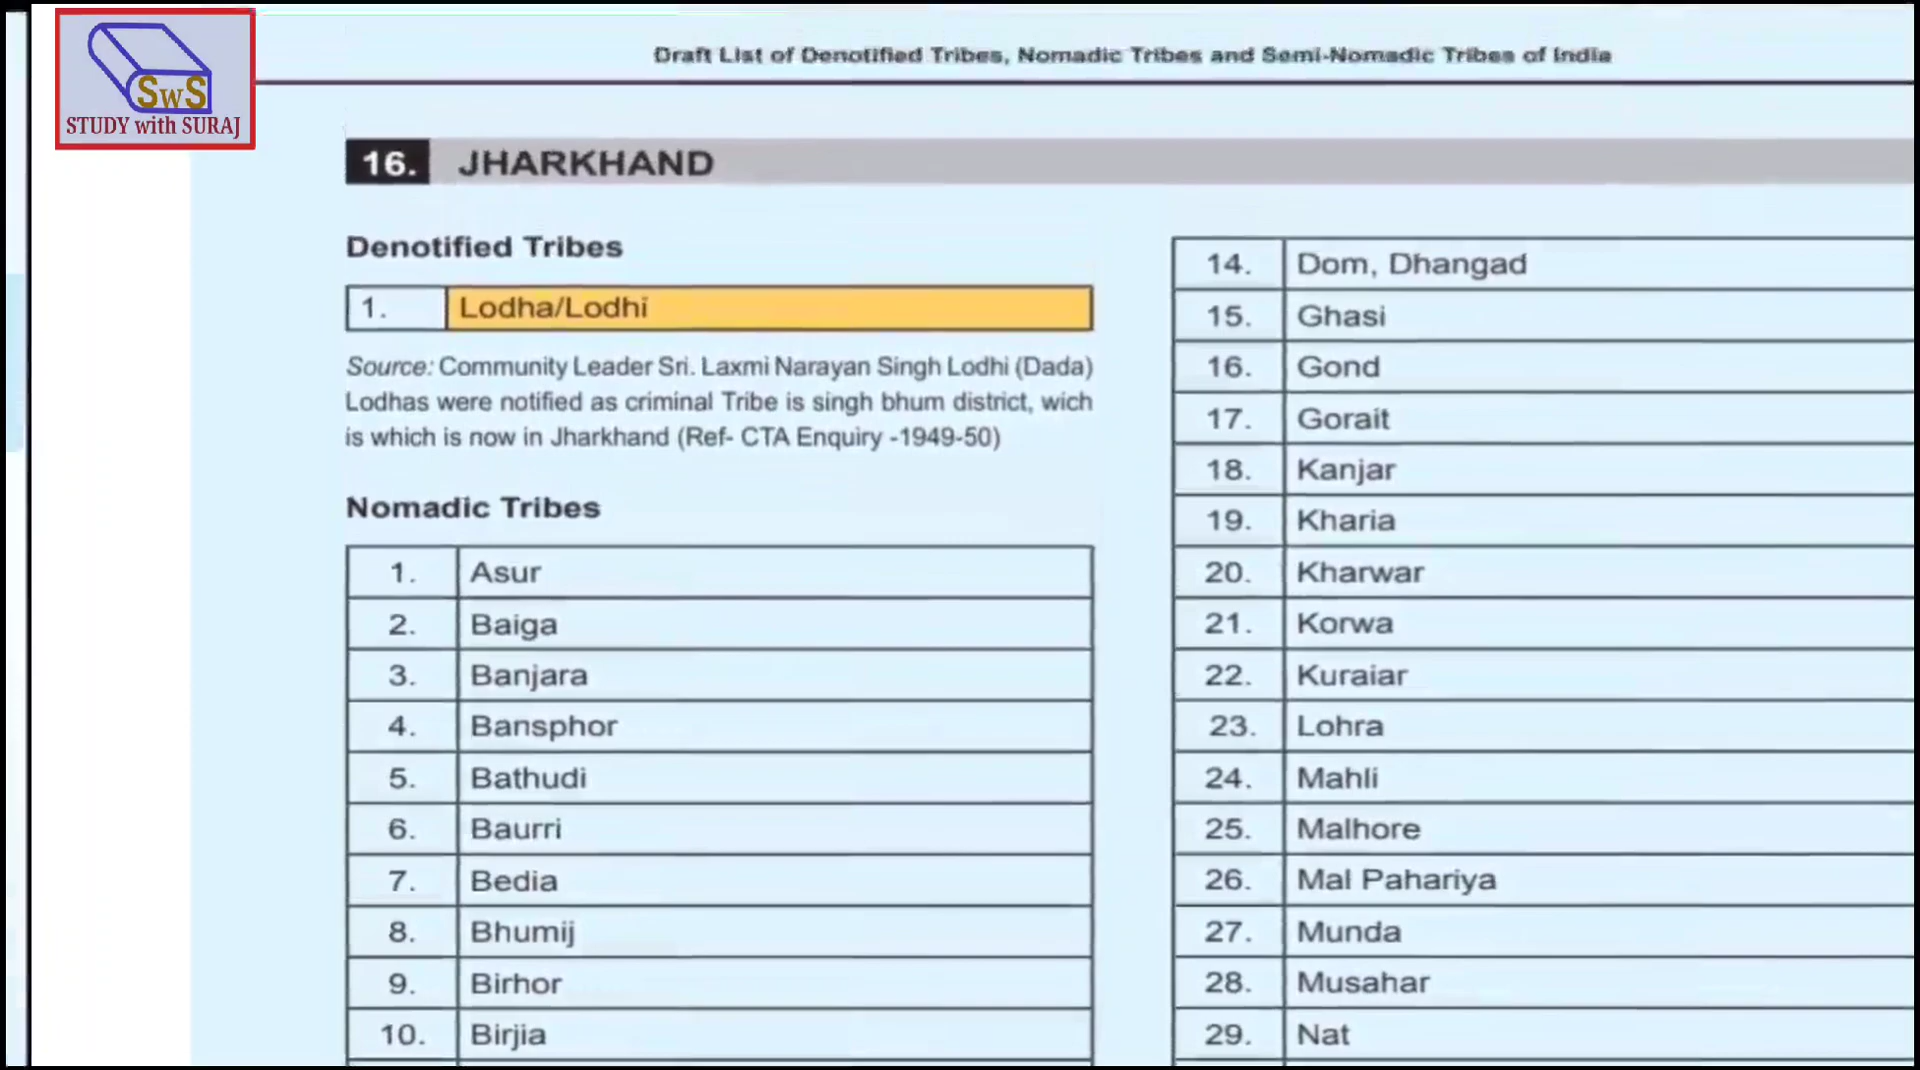 SwS
STUDY with SURAJ
Draft List of Denotified Tribes, Nomadic Tribes and Semi-Nomadic Tribes of India
16. JHARKHAND
Denotified Tribes
1. Lodha/Lodhi
Source: Community Leader Sri. Laxmi Narayan Singh Lodhi (Dada)
Lodhas were notified as criminal Tribe is singh bhum district, wich
is which is now in Jharkhand (Ref- CTA Enquiry -1949-50)
Nomadic Tribes
1. Asur
2. Baiga
3. Banjara
4. Bansphor
5. Bathudi
6. Baurri
7. Bedia
8. Bhumij
9. Birhor
10. Birjia
14. Dom, Dhangad
15. Ghasi
16. Gond
17. Gorait
18. Kanjar
19. Kharia
20. Kharwar
21. Korwa
22. Kuraiar
23. Lohra
24. Mahli
25. Malhore
26. Mal Pahariya
27. Munda
28. Musahar
29. Nat